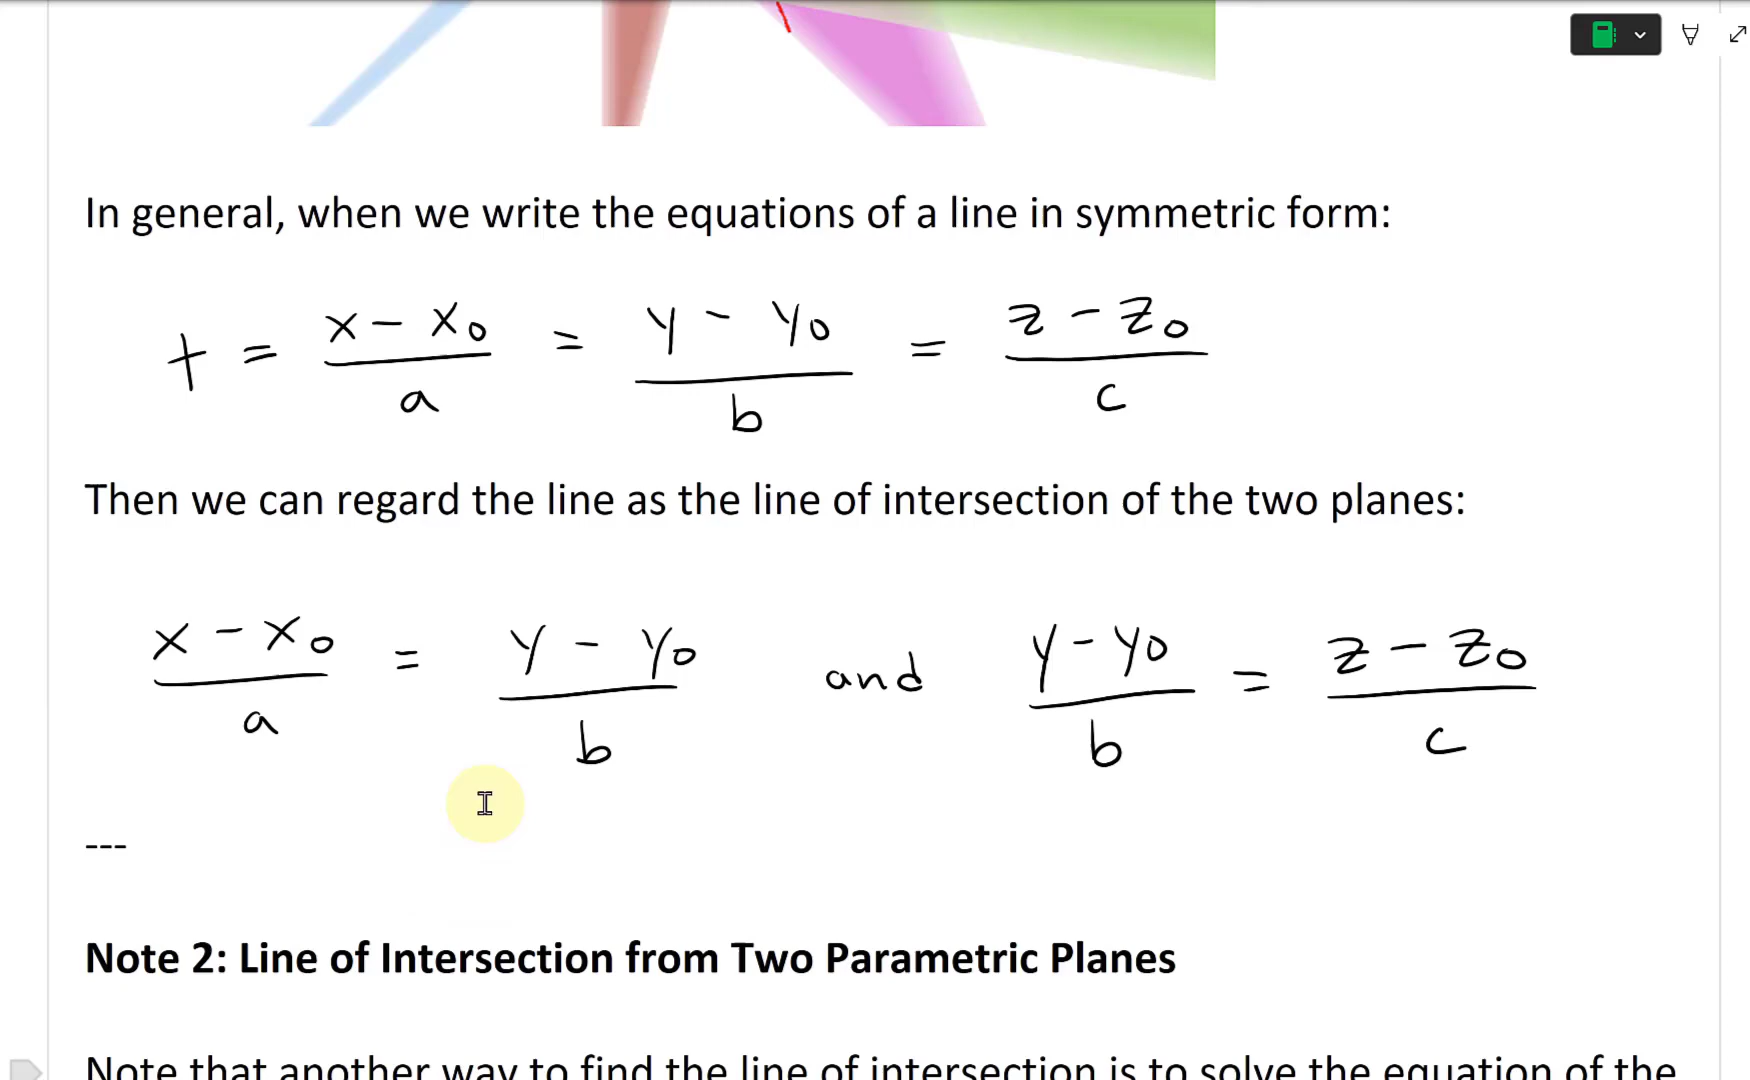 In general, when we write the equations of a line in symmetric form:
t = (x - x₀)/a = (y - y₀)/b = (z - z₀)/c
Then we can regard the line as the line of intersection of the two planes:
(x - x₀)/a = (y - y₀)/b and (y - y₀)/b = (z - z₀)/c
---
Note 2: Line of Intersection from Two Parametric Planes
Note that another way to find the line of intersection is to solve the equation of the